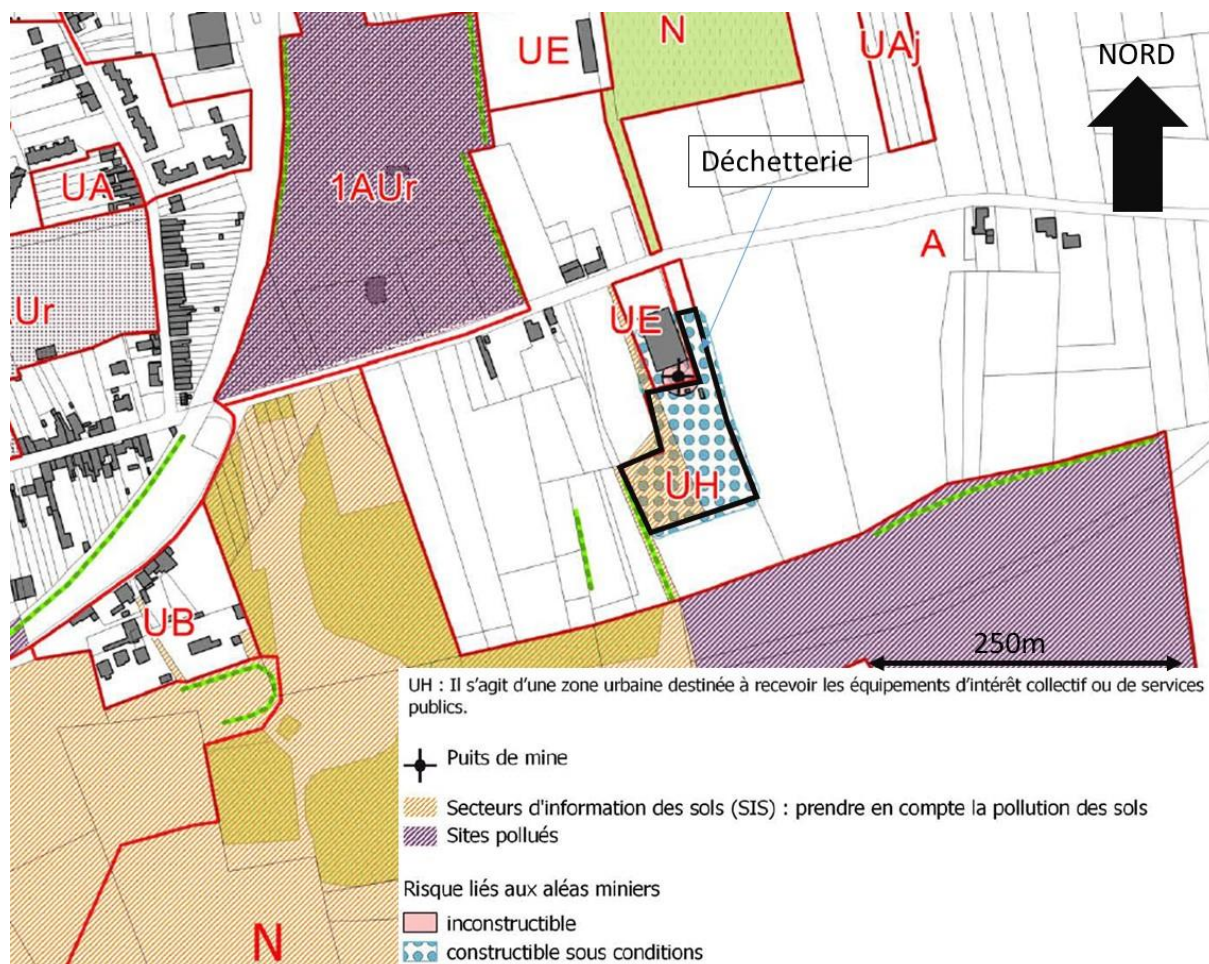 UE
N
UAj
NORD
Déchetterie
UA
1AUr
A
Ur
UE
UH
UB
250m
UH : Il s'agit d'une zone urbaine destinée à recevoir les équipements d'intérêt collectif ou de services
publics.
Puits de mine
Secteurs d'information des sols (SIS) : prendre en compte la pollution des sols
Sites pollués
Risque liés aux aléas miniers
inconstructible
N
constructible sous conditions